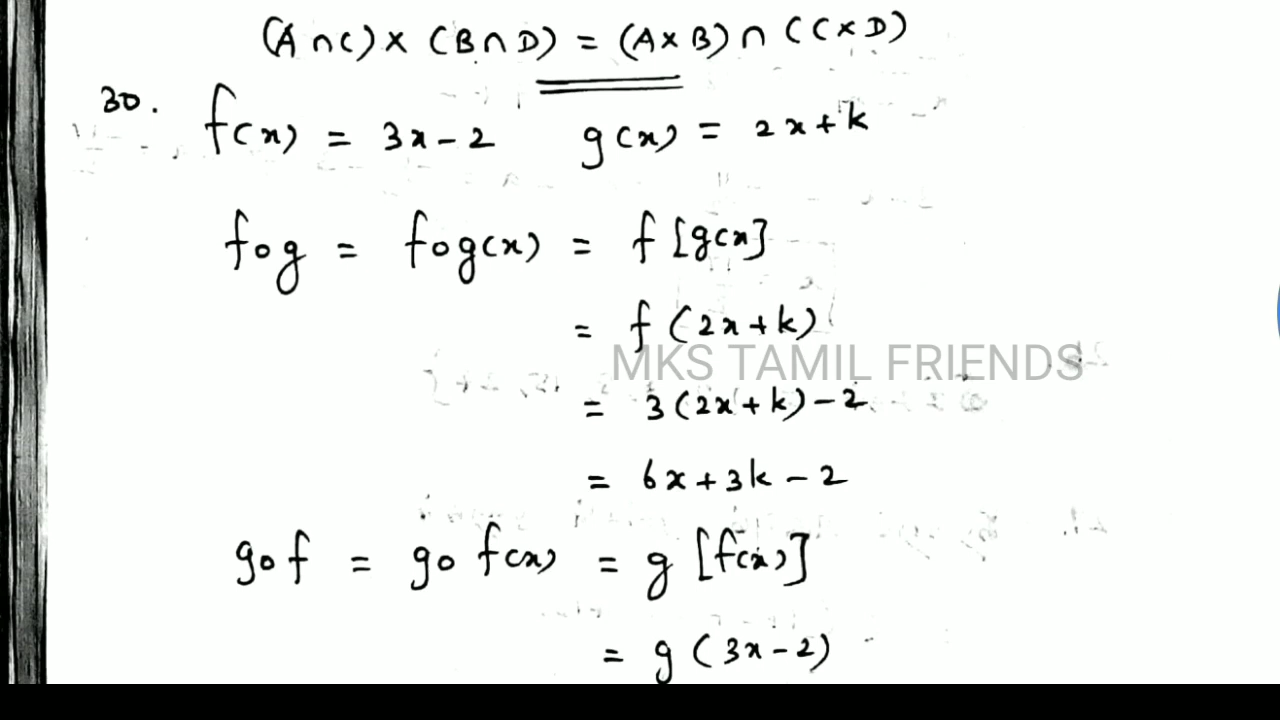 (A ∩ C) × (B ∩ D) = (A × B) ∩ (C × D)
30. f(x) = 3x - 2 g(x) = 2x + k
fog = fog(x) = f[g(x]
= f(2x + k)
MKS TAMIL FRIENDS
= 3(2x + k) - 2
= 6x + 3k - 2
gof = gof(x) = g[f(x)]
= g(3x - 2)